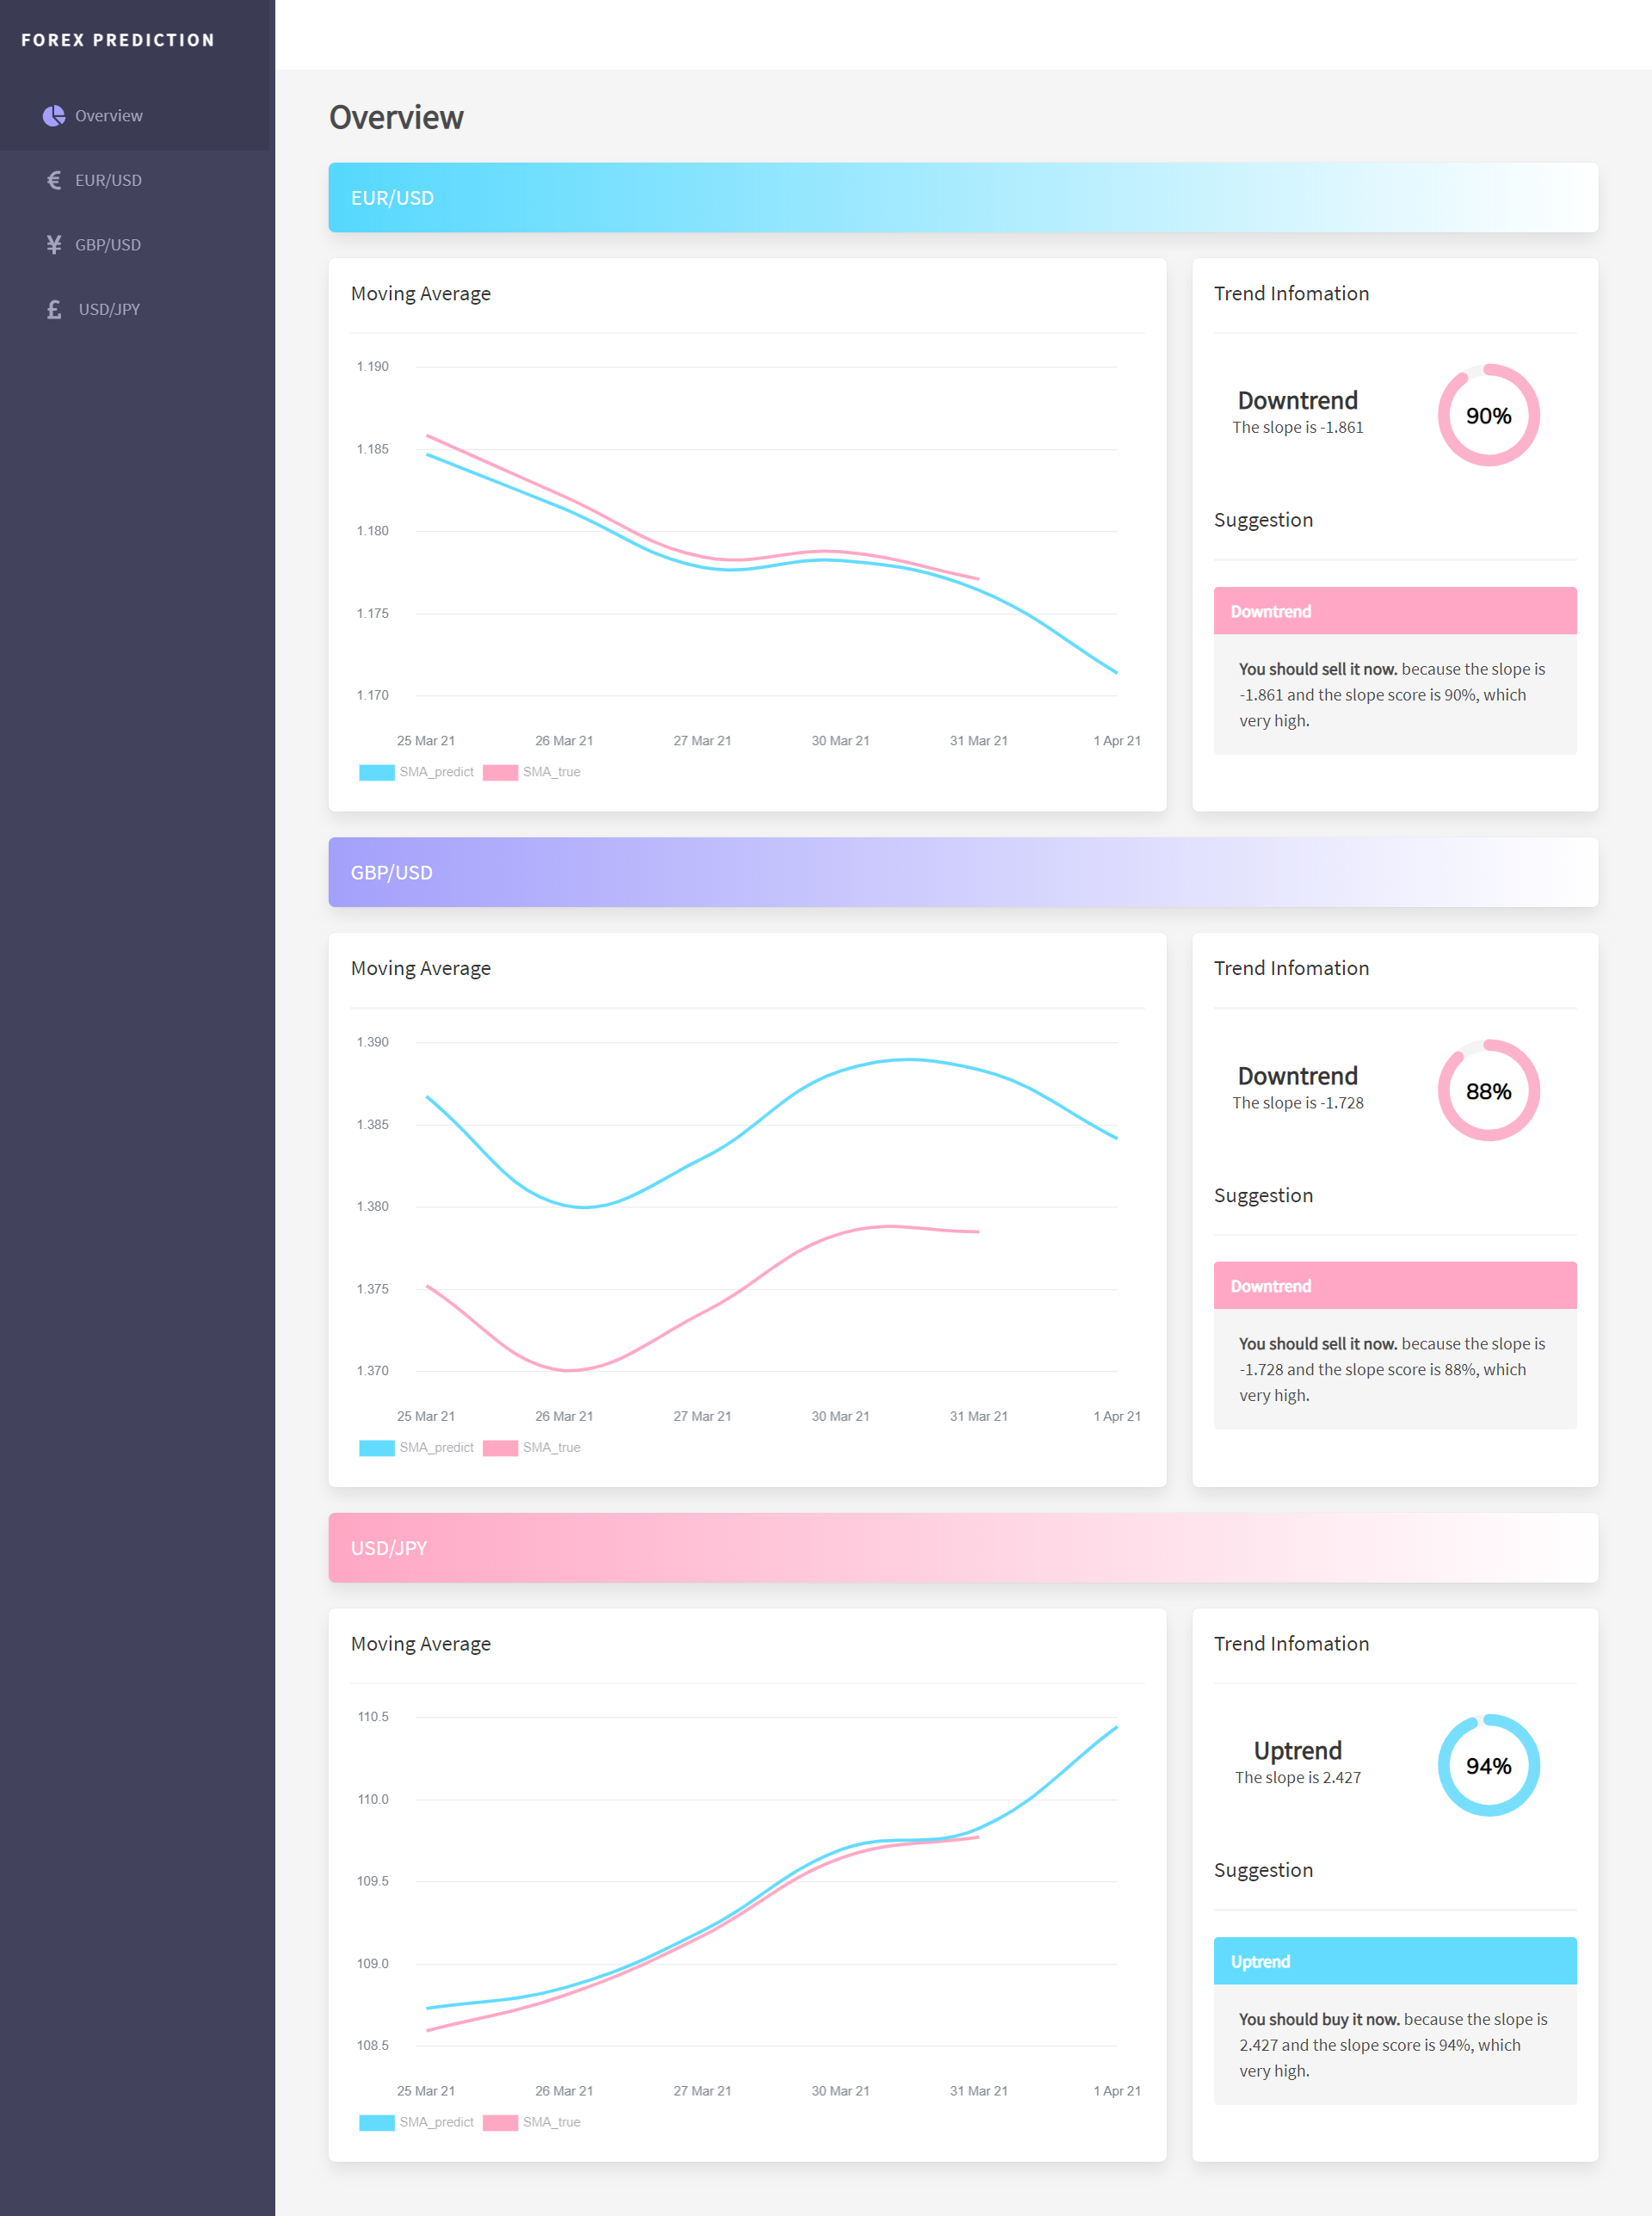 FOREX PREDICTION
Overview
€ EUR/USD
¥ GBP/USD
£ USD/JPY
Overview
EUR/USD
Moving Average
1.190
1.185
1.180
1.175
1.170
25 Mar 21 26 Mar 21 27 Mar 21 30 Mar 21 31 Mar 21 1 Apr 21
SMA_predict SMA_true
Trend Infomation
Downtrend
The slope is -1.861
90%
Suggestion
Downtrend
You should sell it now. because the slope is
-1.861 and the slope score is 90%, which
very high.
GBP/USD
Moving Average
1.390
1.385
1.380
1.375
1.370
25 Mar 21 26 Mar 21 27 Mar 21 30 Mar 21 31 Mar 21 1 Apr 21
SMA_predict SMA_true
Trend Infomation
Downtrend
The slope is -1.728
88%
Suggestion
Downtrend
You should sell it now. because the slope is
-1.728 and the slope score is 88%, which
very high.
USD/JPY
Moving Average
110.5
110.0
109.5
109.0
108.5
25 Mar 21 26 Mar 21 27 Mar 21 30 Mar 21 31 Mar 21 1 Apr 21
SMA_predict SMA_true
Trend Infomation
Uptrend
The slope is 2.427
94%
Suggestion
Uptrend
You should buy it now. because the slope is
2.427 and the slope score is 94%, which
very high.